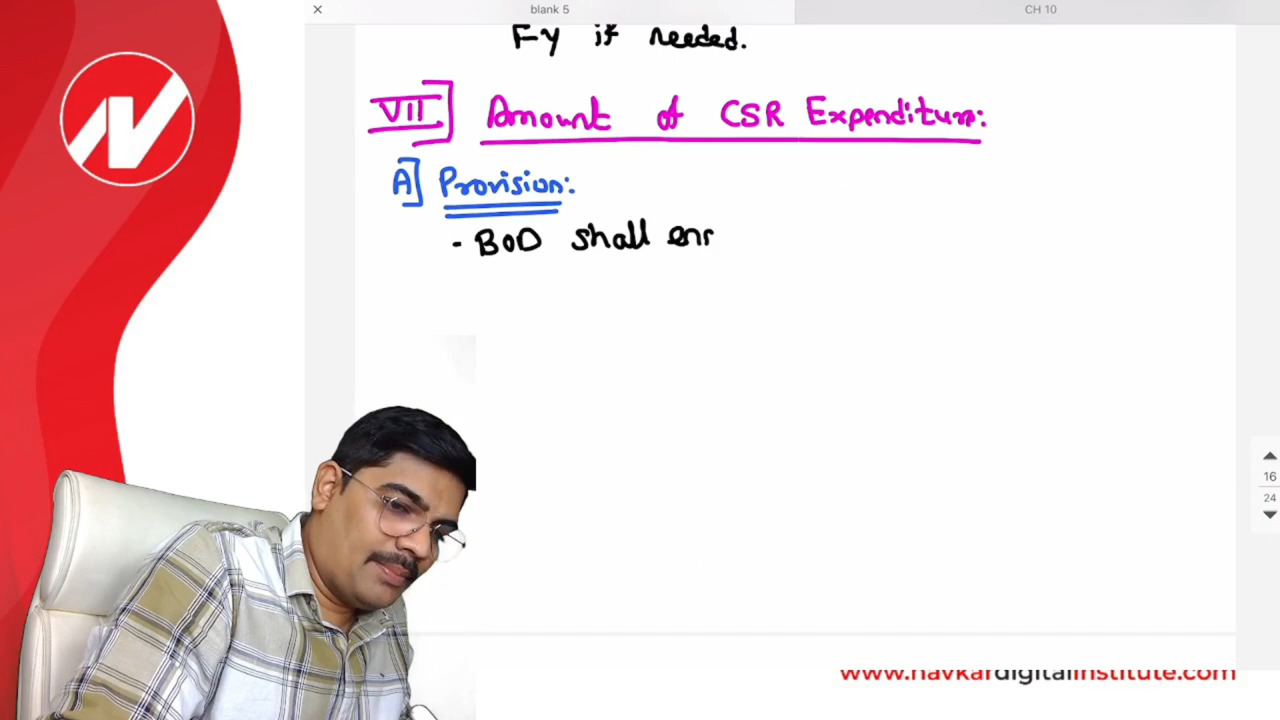 blank 5
CH 10
F-Y if needed.
VII] Amount of CSR Expenditure:
A] Provision:
- BOD shall enr
16
24
www.navkardigitalinstitute.com